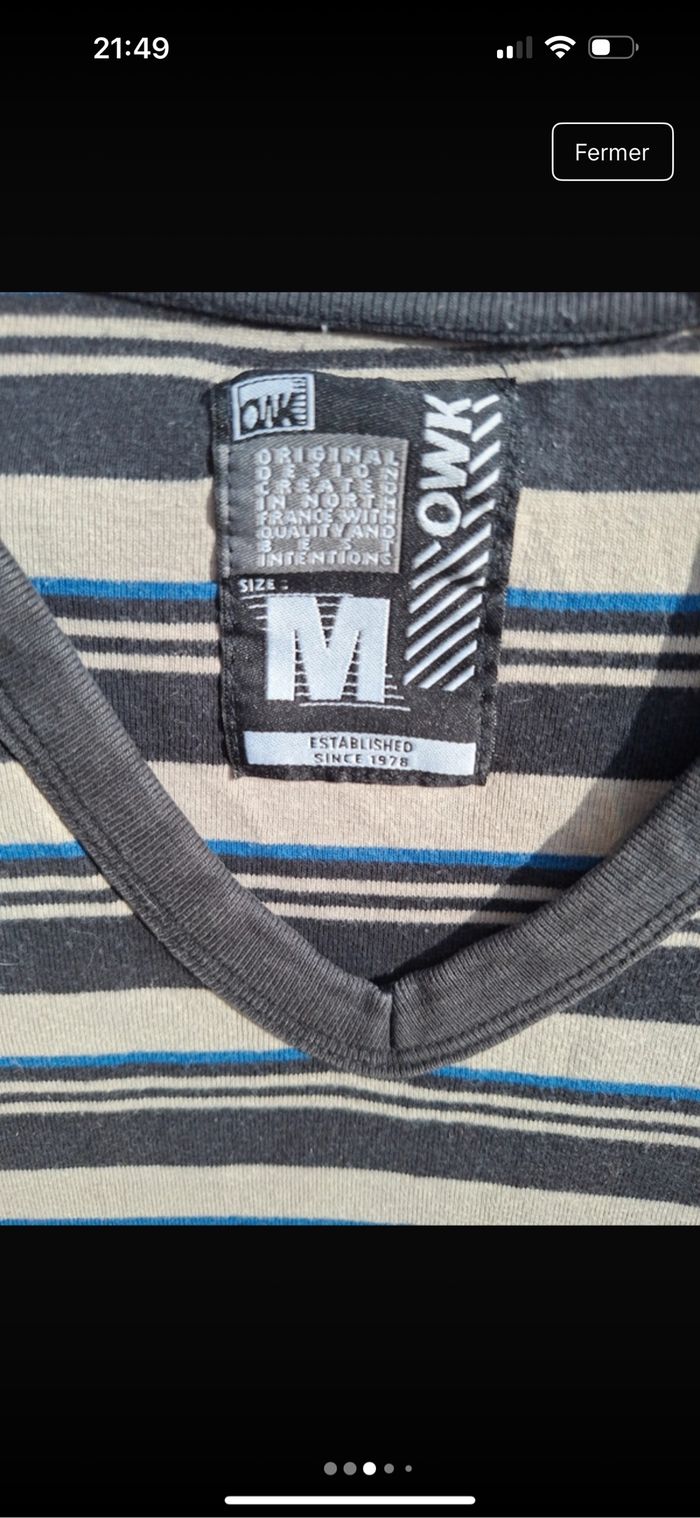 21:49
Fermer
OWK
OWK
ORIGINAL
DESIGN
CREATED
IN NORTH
FRANCE WITH
QUALITY AND
BEST
INTENTIONS
SIZE :
M
ESTABLISHED
SINCE 1978